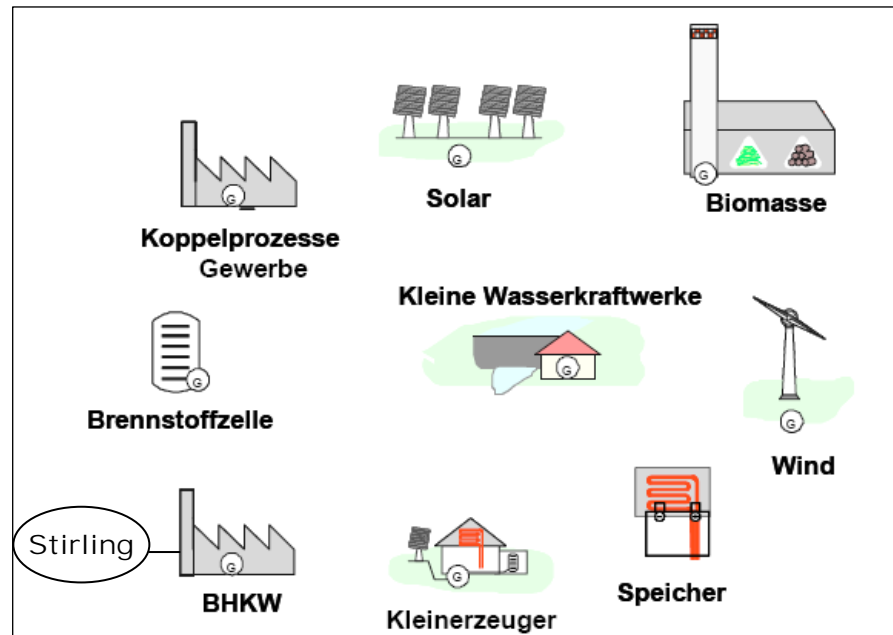 G
Solar
G
Biomasse
G
Koppelprozesse
Gewerbe
Kleine Wasserkraftwerke
G
G
Brennstoffzelle
G
Wind
Stirling
G
BHKW
G
Kleinerzeuger
Speicher